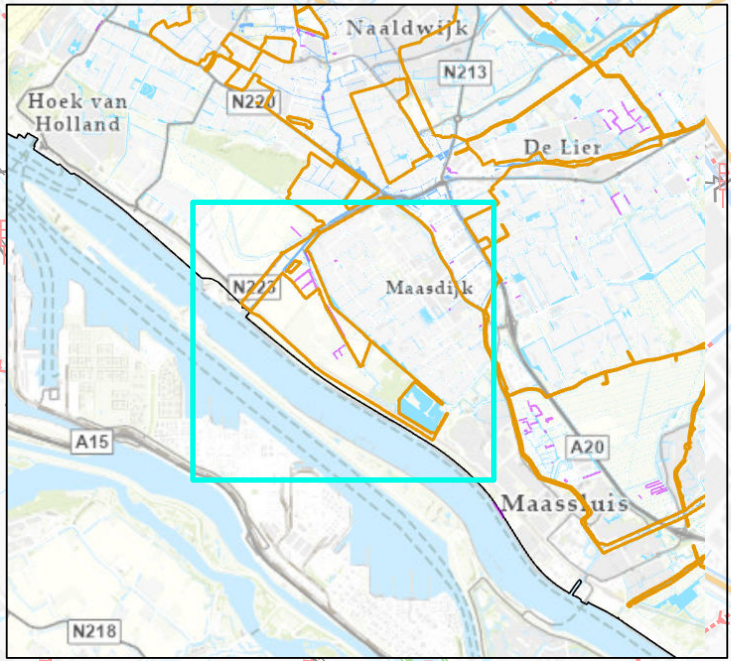 Naaldwijk
N213
Hoek van
Holland
N220
De Lier
N223
Maasdijk
A15
A20
Maassluis
N218